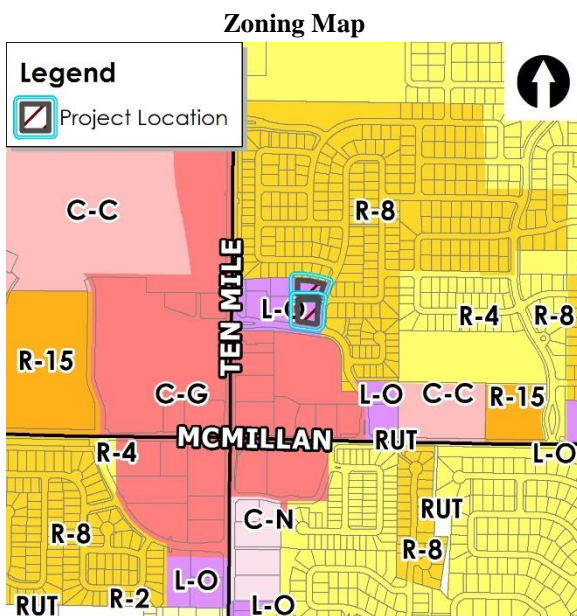 Zoning Map
Legend
Project Location
C-C
R-8
TEN MILE
L-O
R-4
R-8
R-15
C-G
L-O
C-C
R-15
MCMILLAN
RUT
R-4
L-O
C-N
RUT
R-8
R-8
L-O
RUT
R-2
L-O